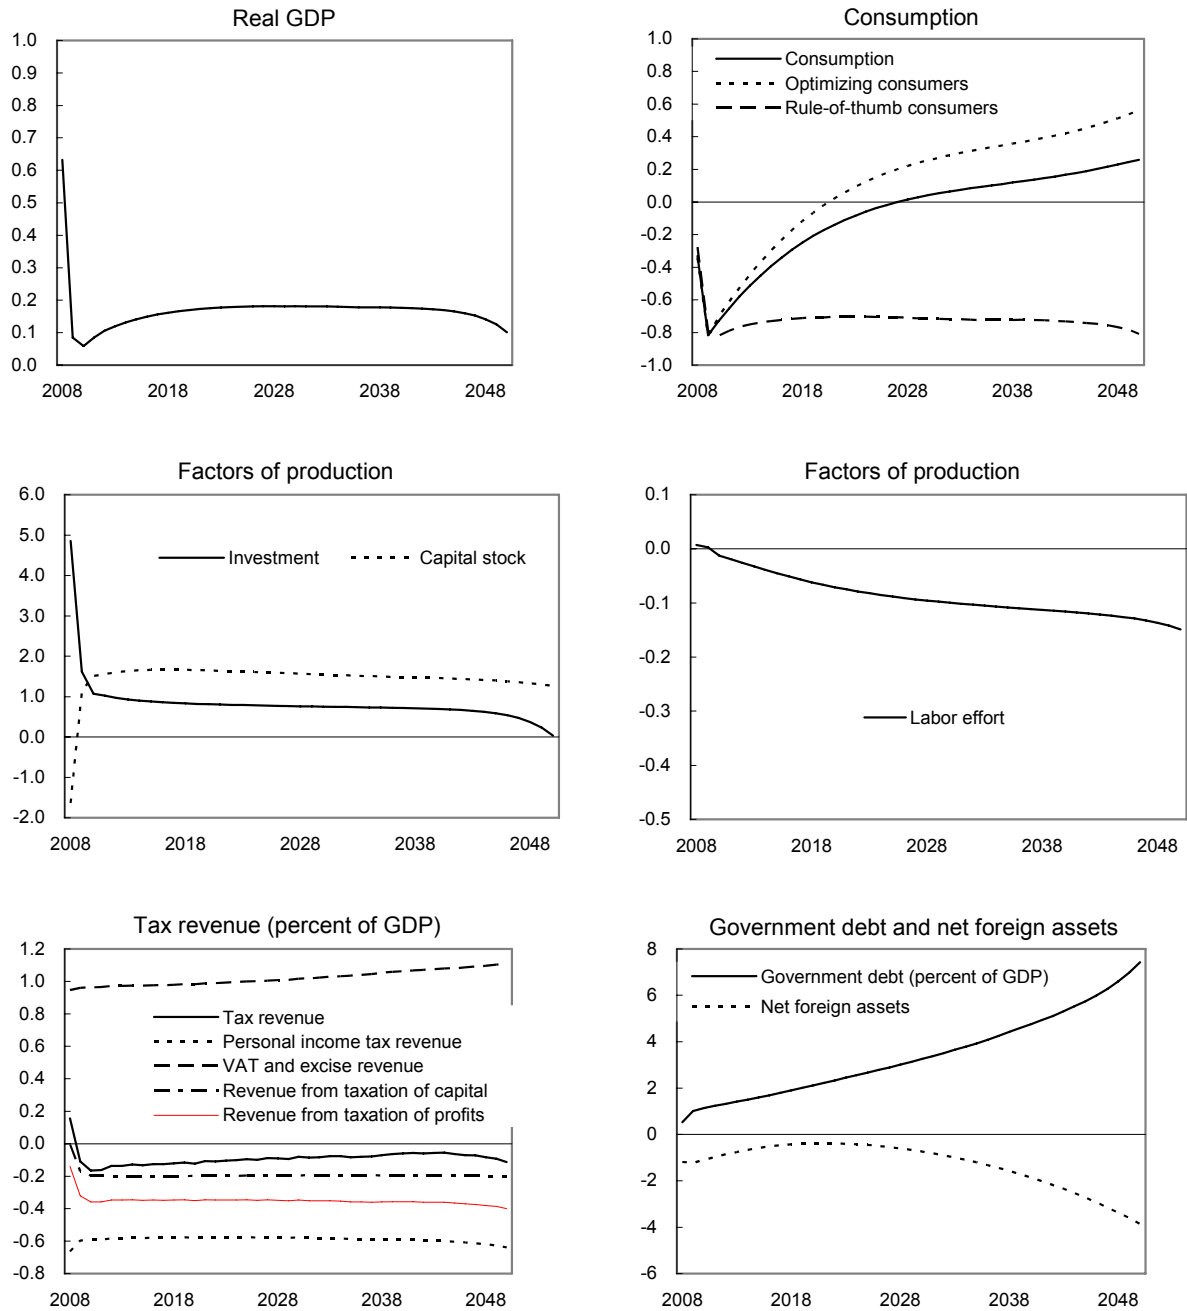 Real GDP
1.0
0.9
0.8
0.7
0.6
0.5
0.4
0.3
0.2
0.1
0.0
2008 2018 2028 2038 2048
Consumption
1.0
0.8
0.6
0.4
0.2
0.0
-0.2
-0.4
-0.6
-0.8
-1.0
Consumption
Optimizing consumers
Rule-of-thumb consumers
2008 2018 2028 2038 2048
Factors of production
6.0
5.0
4.0
3.0
2.0
1.0
0.0
-1.0
-2.0
Investment Capital stock
2008 2018 2028 2038 2048
Factors of production
0.1
0.0
-0.1
-0.2
-0.3
-0.4
-0.5
Labor effort
2008 2018 2028 2038 2048
Tax revenue (percent of GDP)
1.2
1.0
0.8
0.6
0.4
0.2
0.0
-0.2
-0.4
-0.6
-0.8
Tax revenue
Personal income tax revenue
VAT and excise revenue
Revenue from taxation of capital
Revenue from taxation of profits
2008 2018 2028 2038 2048
Government debt and net foreign assets
8
6
4
2
0
-2
-4
-6
Government debt (percent of GDP)
Net foreign assets
2008 2018 2028 2038 2048